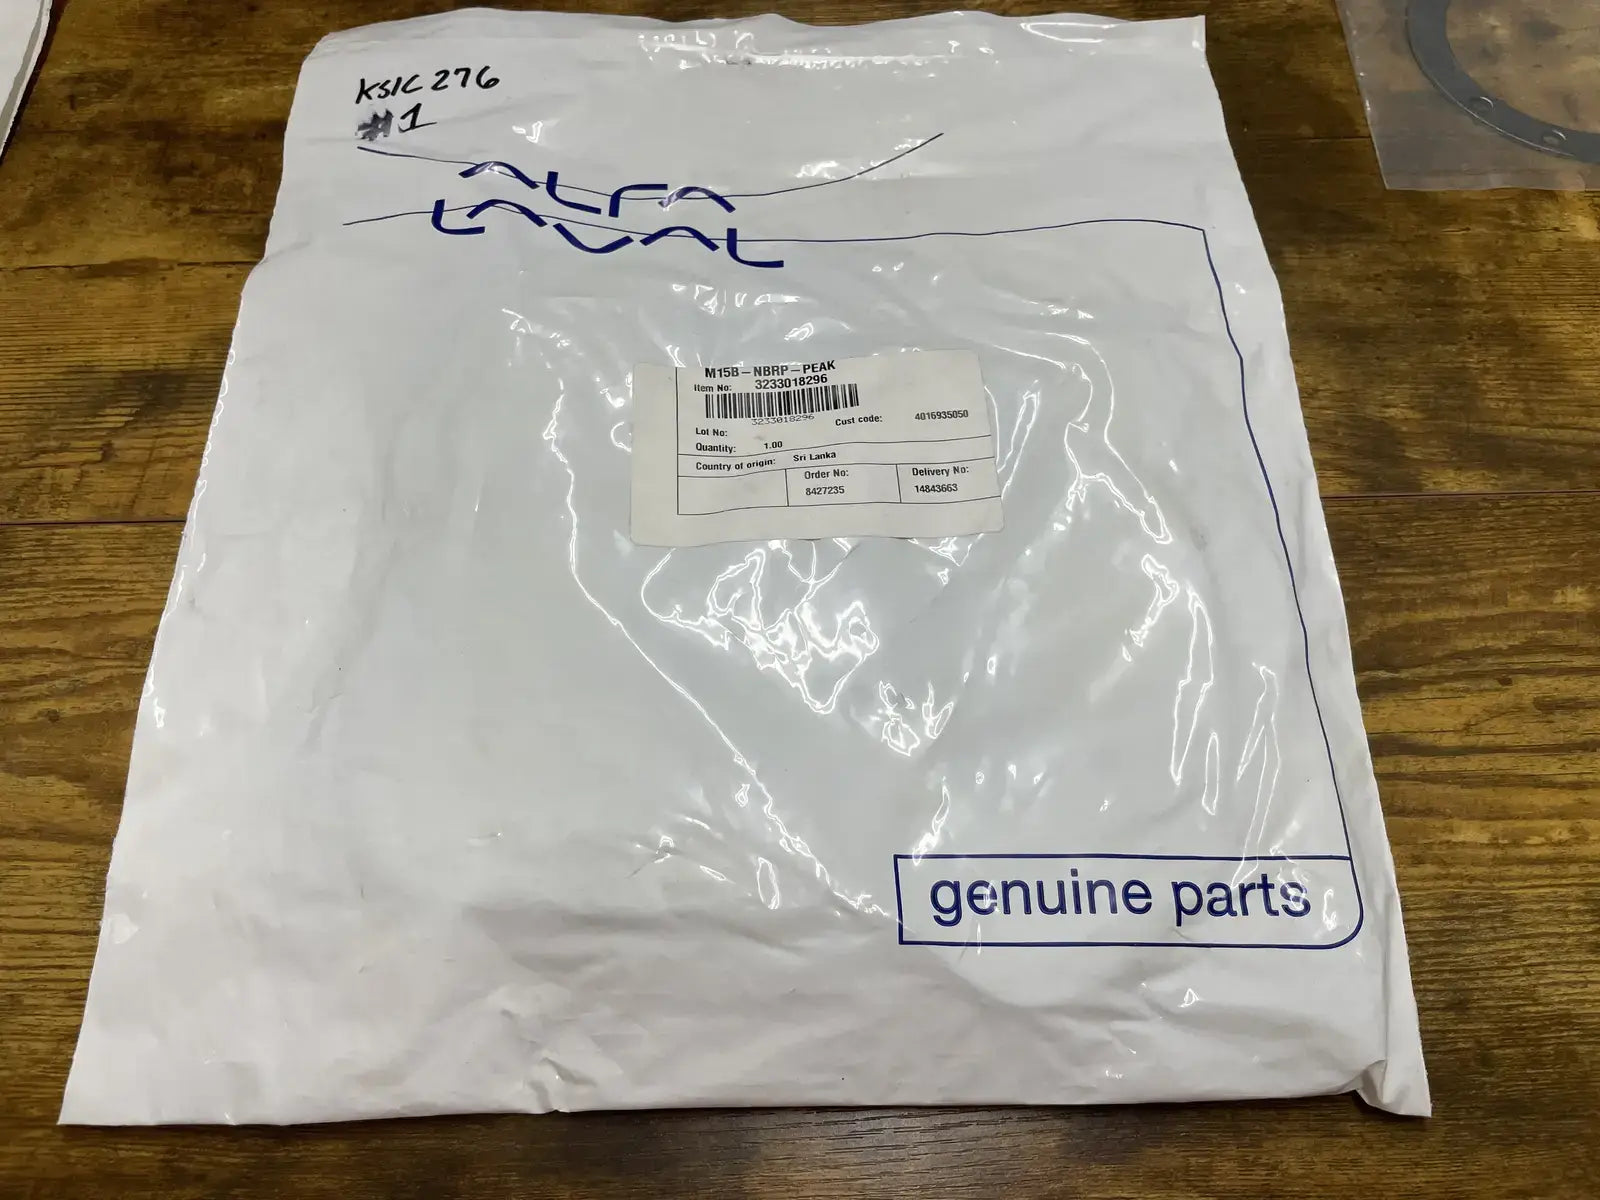 KSIC 276
#1
ALFA
LAVAL
M15B-NBRP-PEAK
Item No: 3233018296
3233018296
Cust code: 4016935050
Lot No:
Quantity: 1.00
Country of origin: Sri Lanka
Order No: Delivery No:
8427235 14843663
genuine parts